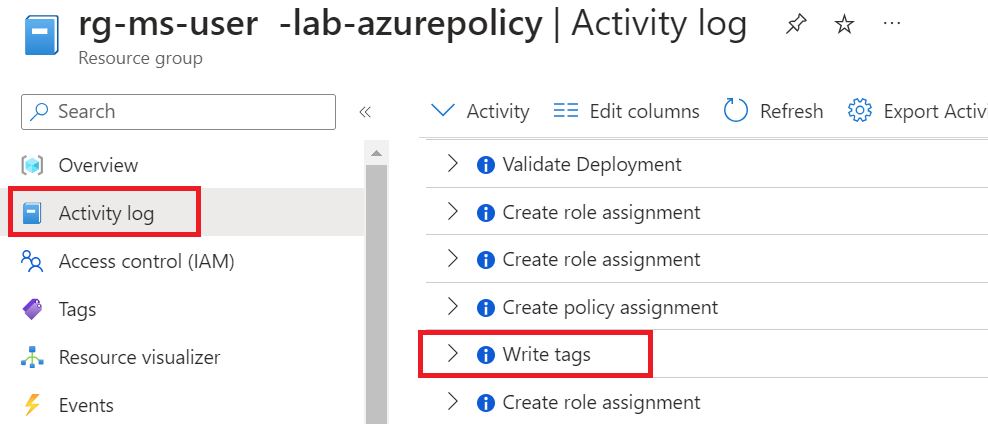 rg-ms-user -lab-azurepolicy | Activity log
Resource group
Search
Overview
Activity log
Access control (IAM)
Tags
Resource visualizer
Events
Activity Edit columns Refresh Export Activi
Validate Deployment
Create role assignment
Create role assignment
Create policy assignment
Write tags
Create role assignment